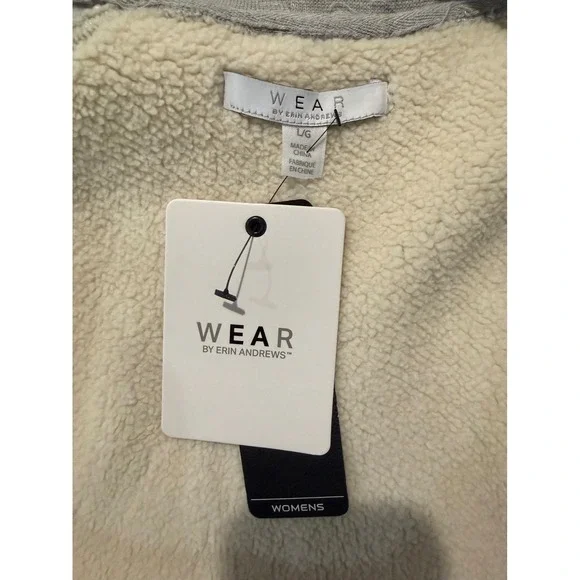 WEAR
BY ERIN ANDREWS
L/G
MADE IN
CHINA
FABRIQUÉ
EN CHINE
WEAR
BY ERIN ANDREWS™
WOMENS